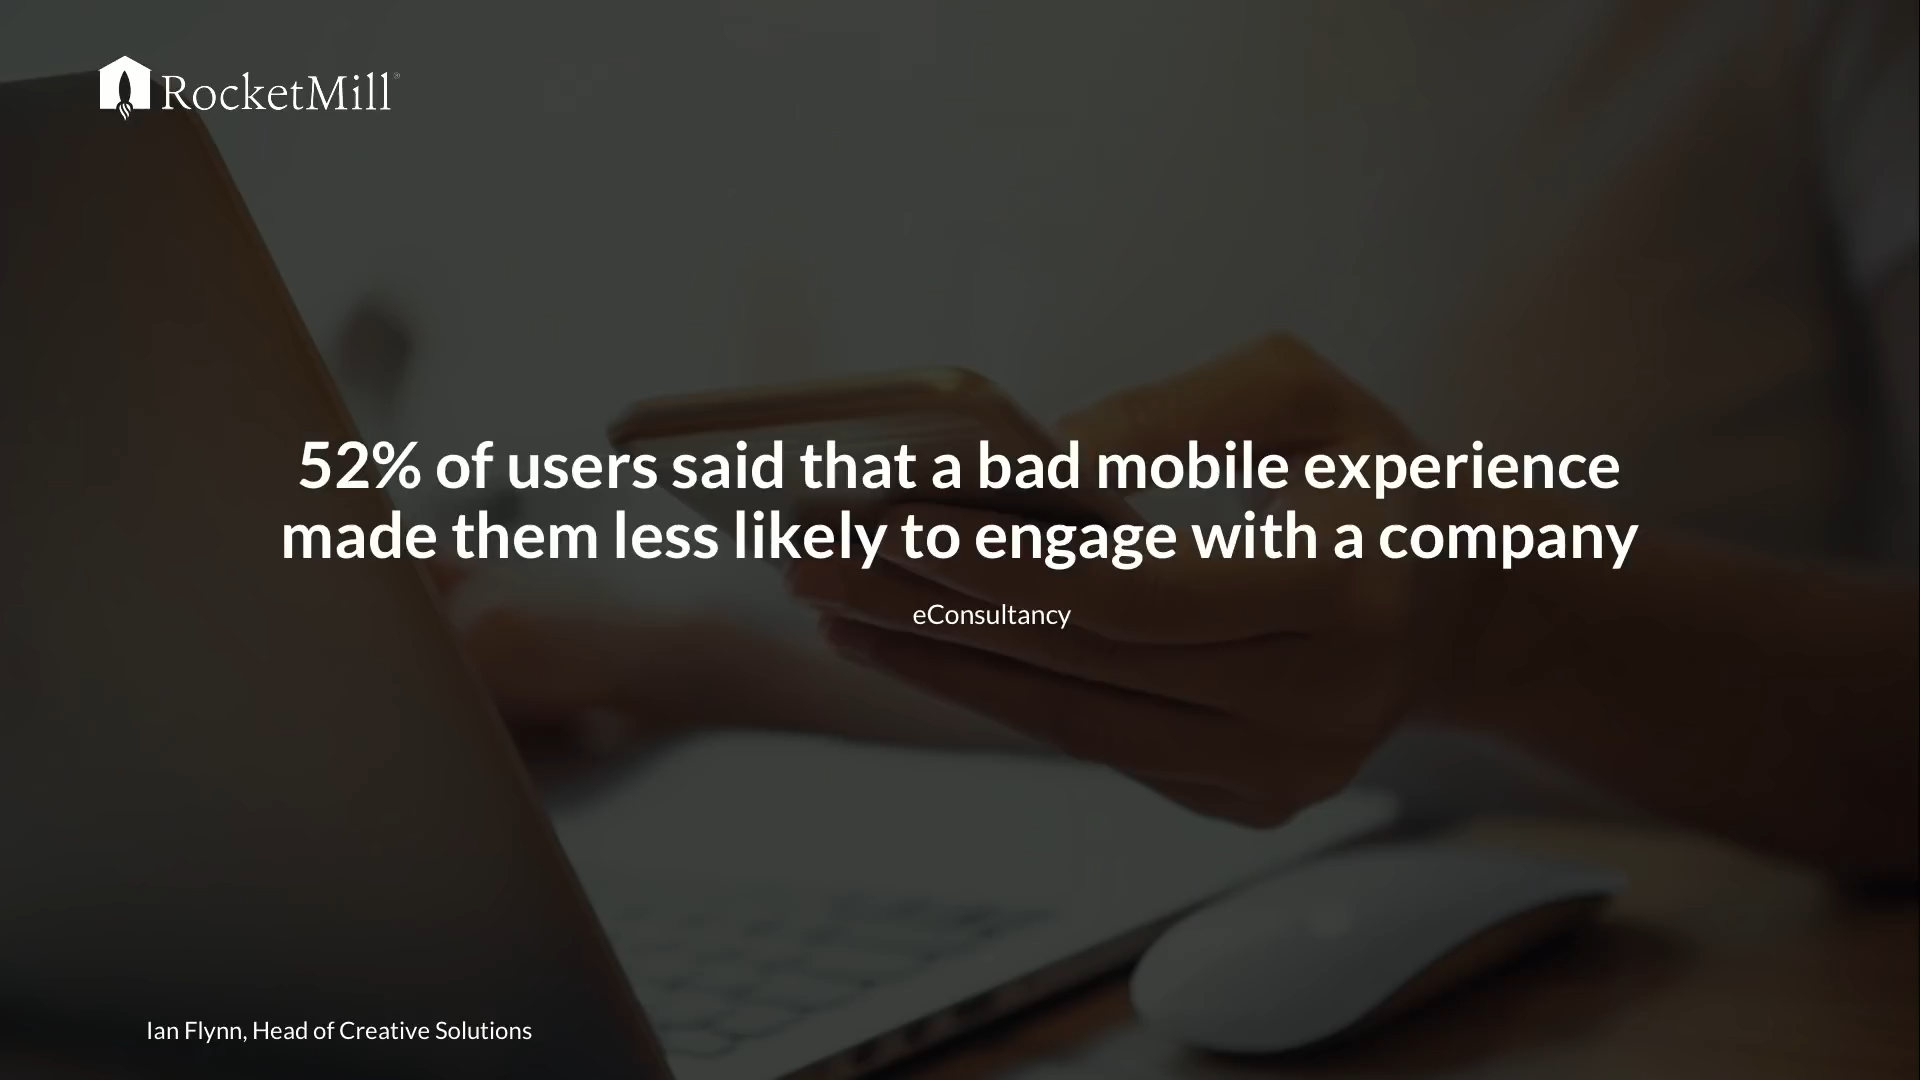 RocketMill®
52% of users said that a bad mobile experience
made them less likely to engage with a company
eConsultancy
Ian Flynn, Head of Creative Solutions